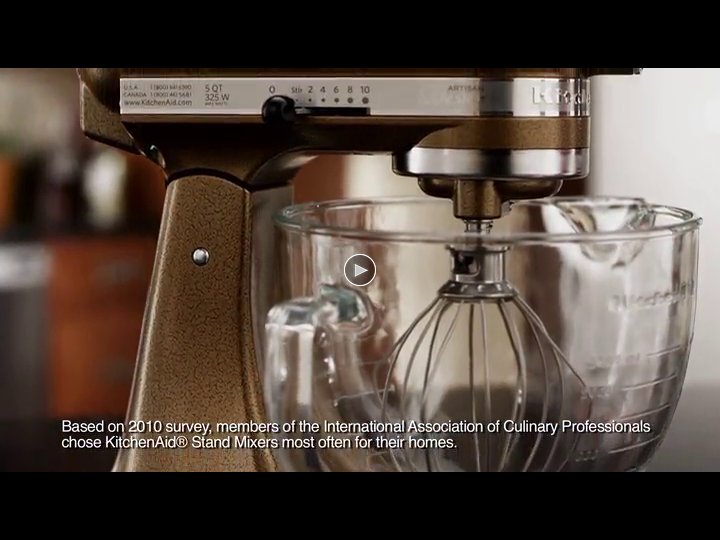 U.S.A. 1 (800) 541-6390
CANADA 1 (800) 461-5681
www.KitchenAid.com
5 QT
325 W
0 Stir 2 4 6 8 10
ARTISAN
Kitch
KitchenAid
Based on 2010 survey, members of the International Association of Culinary Professionals
chose KitchenAid® Stand Mixers most often for their homes.